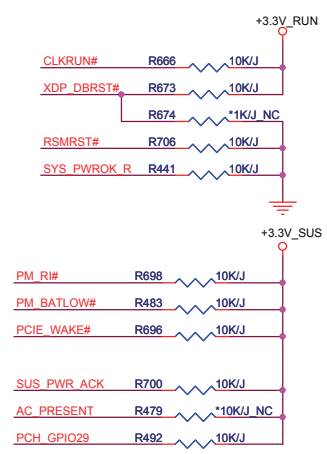 +3.3V_RUN
CLKRUN# R666 10K/J
XDP_DBRST# R673 10K/J
R674 *1K/J_NC
RSMRST# R706 10K/J
SYS_PWROK_R R441 10K/J
+3.3V_SUS
PM_RI# R698 10K/J
PM_BATLOW# R483 10K/J
PCIE_WAKE# R696 10K/J
SUS_PWR_ACK R700 10K/J
AC_PRESENT R479 *10K/J_NC
PCH_GPIO29 R492 10K/J